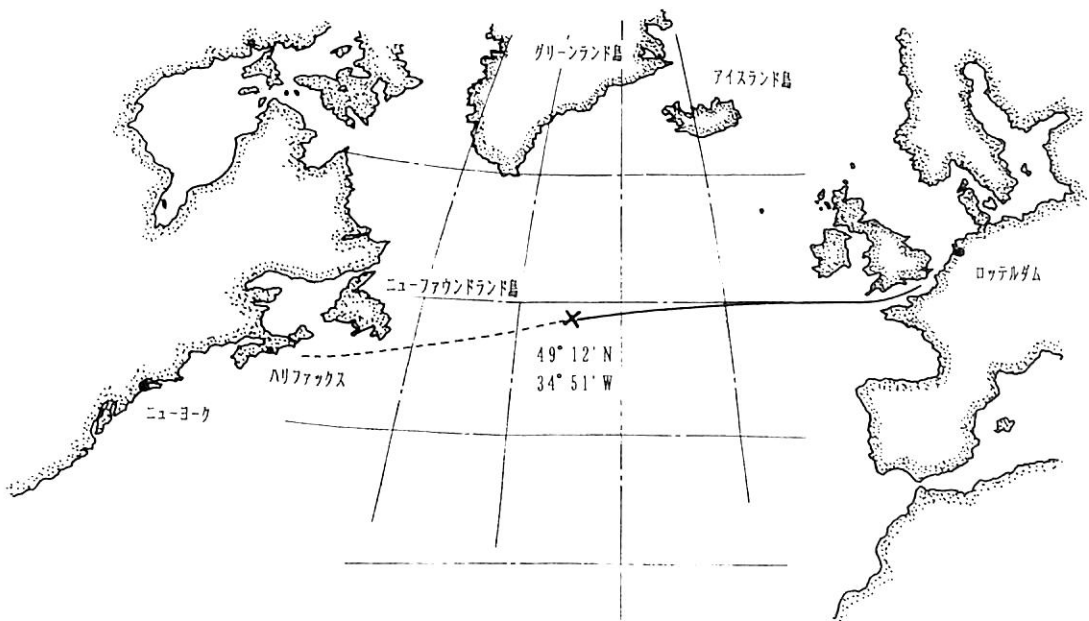 グリーンランド島
アイスランド島
ロッテルダム
ニューファウンドランド島
49°12'N
34°51'W
ハリファックス
ニューヨーク